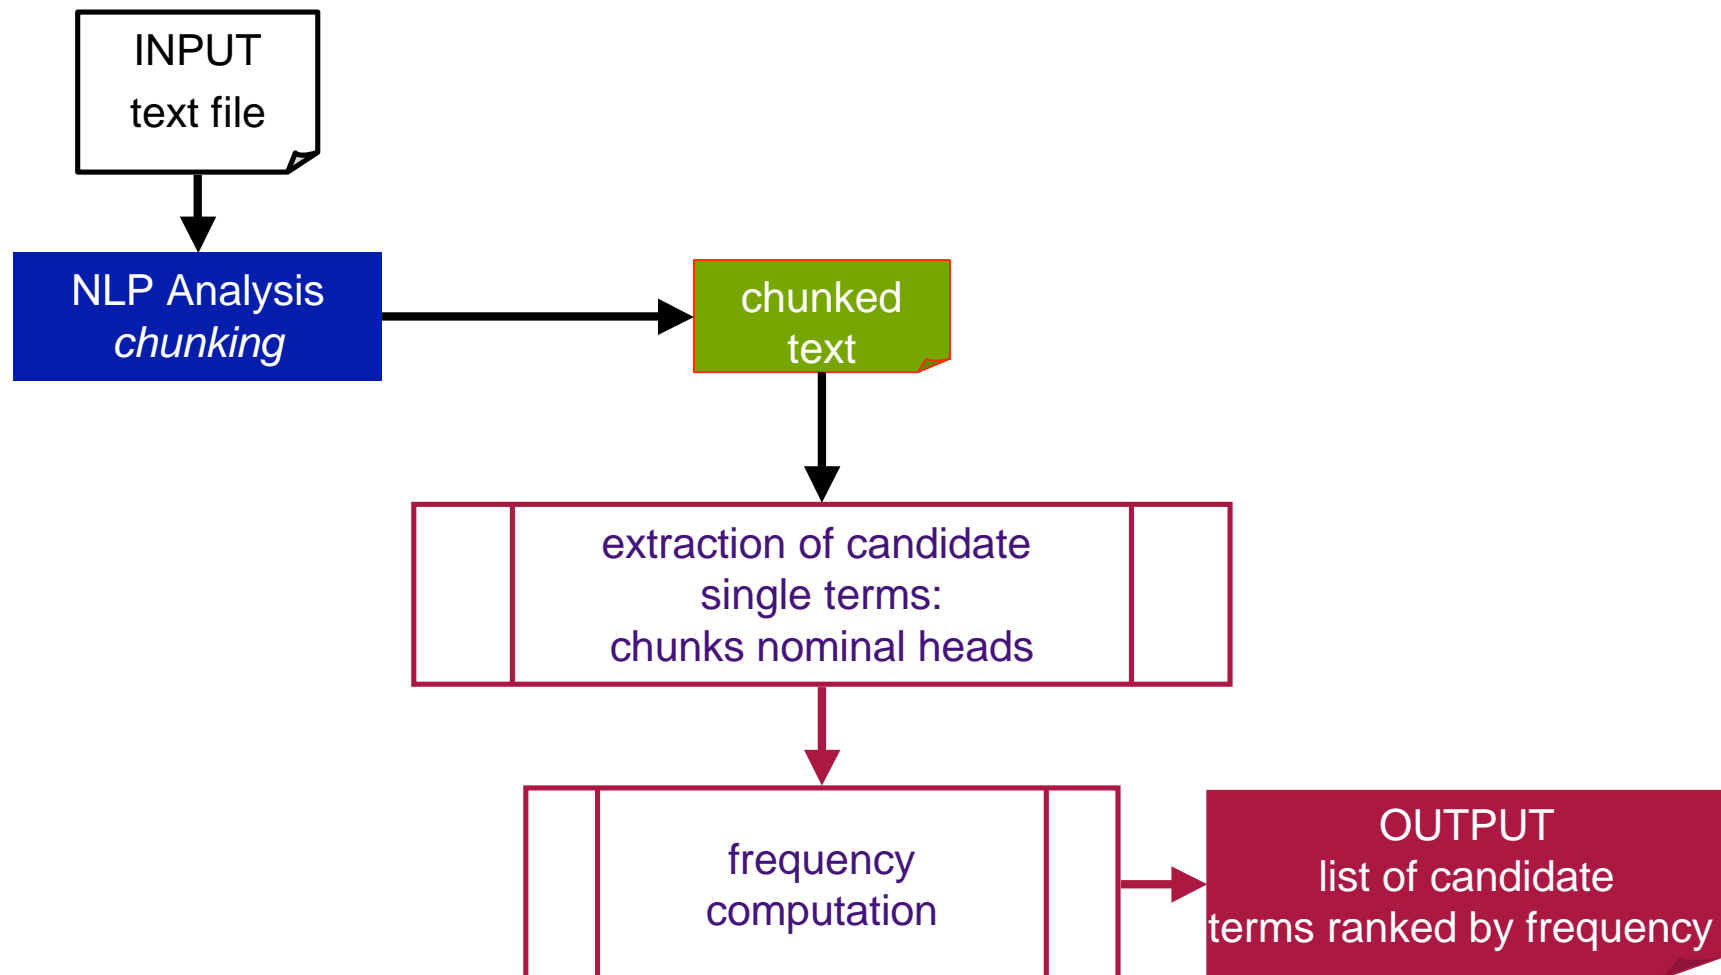 INPUT
text file
NLP Analysis
chunking
chunked
text
extraction of candidate
single terms:
chunks nominal heads
frequency
computation
OUTPUT
list of candidate
terms ranked by frequency